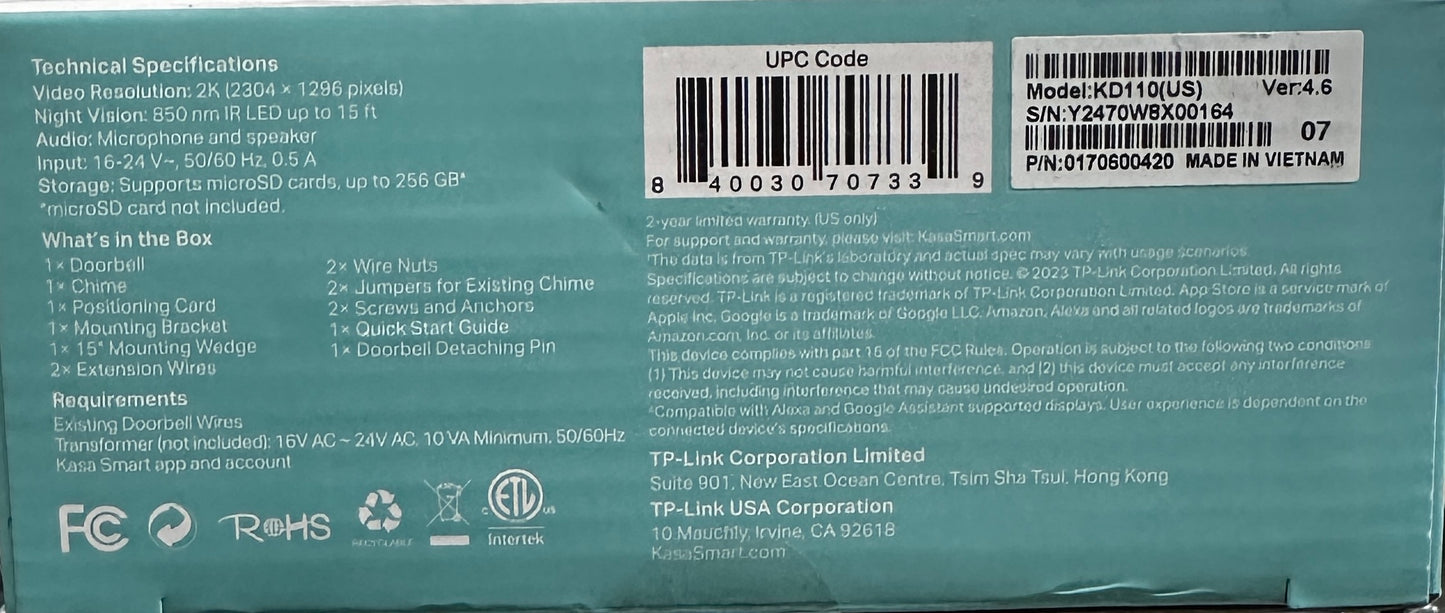 Technical Specifications
Video Resolution: 2K (2304 × 1296 pixels)
Night Vision: 850 nm IR LED up to 15 ft
Audio: Microphone and speaker
Input: 16-24 V~, 50/60 Hz, 0.5 A
Storage: Supports microSD cards, up to 256 GB*
*microSD card not included.
What's in the Box
1× Doorbell
1× Chime
1× Positioning Card
1× Mounting Bracket
1× 15° Mounting Wedge
2× Extension Wires
2× Wire Nuts
2× Jumpers for Existing Chime
2× Screws and Anchors
1× Quick Start Guide
1× Doorbell Detaching Pin
Requirements
Existing Doorbell Wires
Transformer (not included): 16V AC ~ 24V AC, 10 VA Minimum, 50/60Hz
Kasa Smart app and account
FC
RoHS
RECYCLABLE
c ETL us
Intertek
UPC Code
8 40030 70733 9
Model:KD110(US) Ver:4.6
S/N:Y2470WBX00164
07
P/N:0170600420 MADE IN VIETNAM
2-year limited warranty. (US only)
For support and warranty, please visit: KasaSmart.com
The data is from TP-Link's laboratory and actual spec may vary with usage scenarios.
Specifications are subject to change without notice. © 2023 TP-Link Corporation Limited. All rights
reserved. TP-Link is a registered trademark of TP-Link Corporation Limited. App Store is a service mark of
Apple Inc. Google is a trademark of Google LLC. Amazon, Alexa and all related logos are trademarks of
Amazon.com, Inc. or its affiliates.
This device complies with part 15 of the FCC Rules. Operation is subject to the following two conditions:
(1) This device may not cause harmful interference, and (2) this device must accept any interference
received, including interference that may cause undesired operation.
Compatible with Alexa and Google Assistant supported displays. User experience is dependent on the
connected device's specifications.
TP-Link Corporation Limited
Suite 901, New East Ocean Centre, Tsim Sha Tsui, Hong Kong
TP-Link USA Corporation
10 Mauchly, Irvine, CA 92618
KasaSmart.com